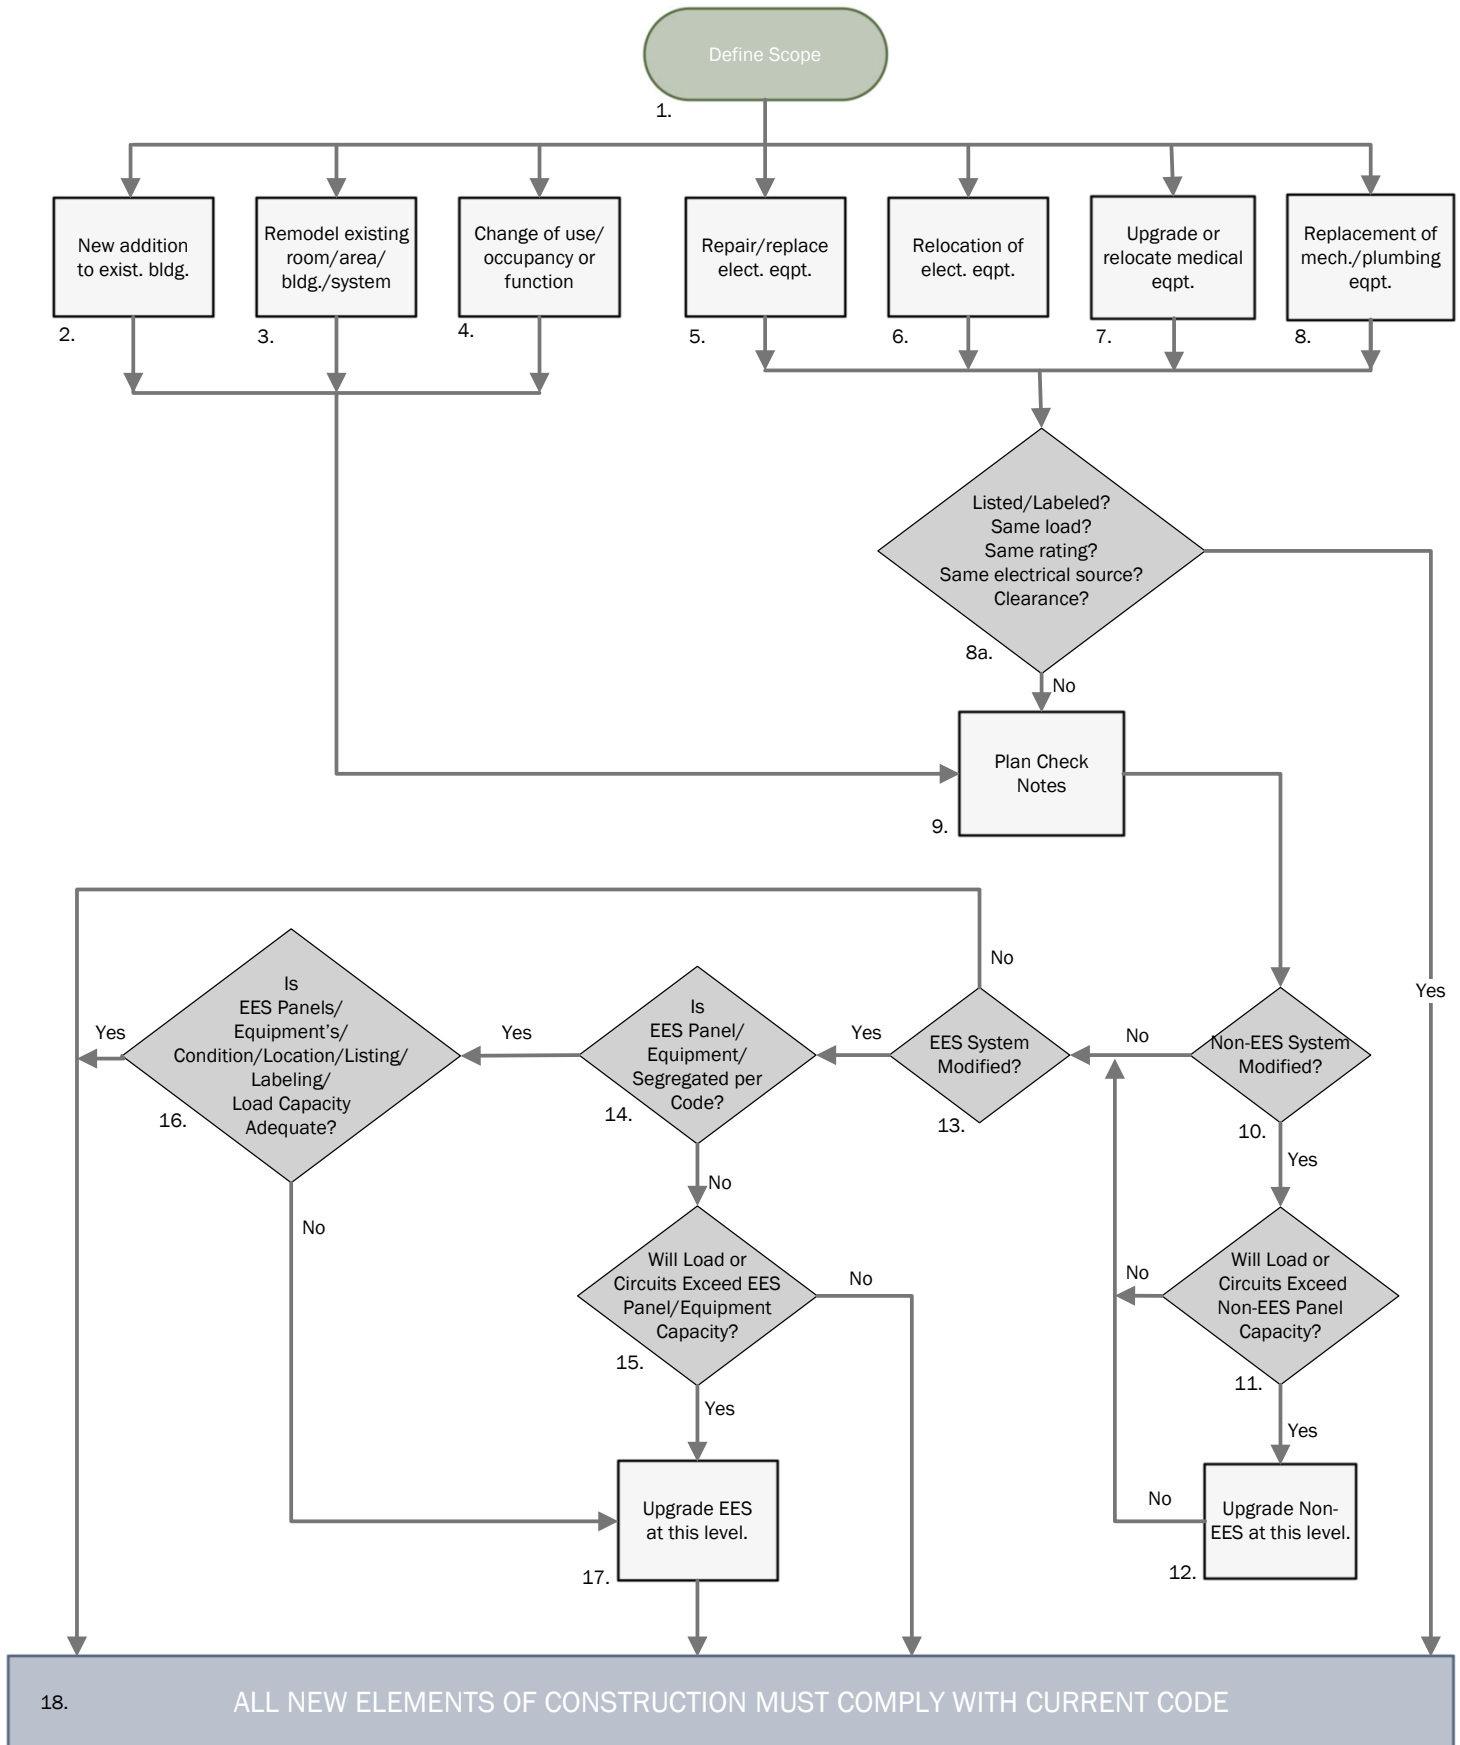 Define Scope
1.
New addition
to exist. bldg.
2.
Remodel existing
room/area/
bldg./system
3.
Change of use/
occupancy or
function
4.
Repair/replace
elect. eqpt.
5.
Relocation of
elect. eqpt.
6.
Upgrade or
relocate medical
eqpt.
7.
Replacement of
mech./plumbing
eqpt.
8.
Listed/Labeled?
Same load?
Same rating?
Same electrical source?
Clearance?
8a.
No
Yes
Plan Check
Notes
9.
Is
EES Panels/
Equipment’s/
Condition/Location/Listing/
Labeling/
Load Capacity
Adequate?
16.
Yes
No
Is
EES Panel/
Equipment/
Segregated per
Code?
14.
Yes
No
EES System
Modified?
13.
Yes
No
Non-EES System
Modified?
10.
No
Yes
Will Load or
Circuits Exceed EES
Panel/Equipment
Capacity?
15.
No
Yes
Will Load or
Circuits Exceed
Non-EES Panel
Capacity?
11.
No
Yes
Upgrade EES
at this level.
17.
Upgrade Non-
EES at this level.
12.
No
18.
ALL NEW ELEMENTS OF CONSTRUCTION MUST COMPLY WITH CURRENT CODE